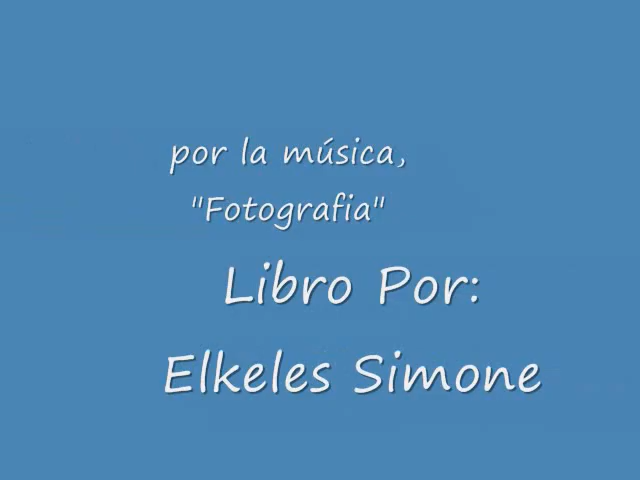 por la música,
"Fotografia"
Libro Por:
Elkeles Simone